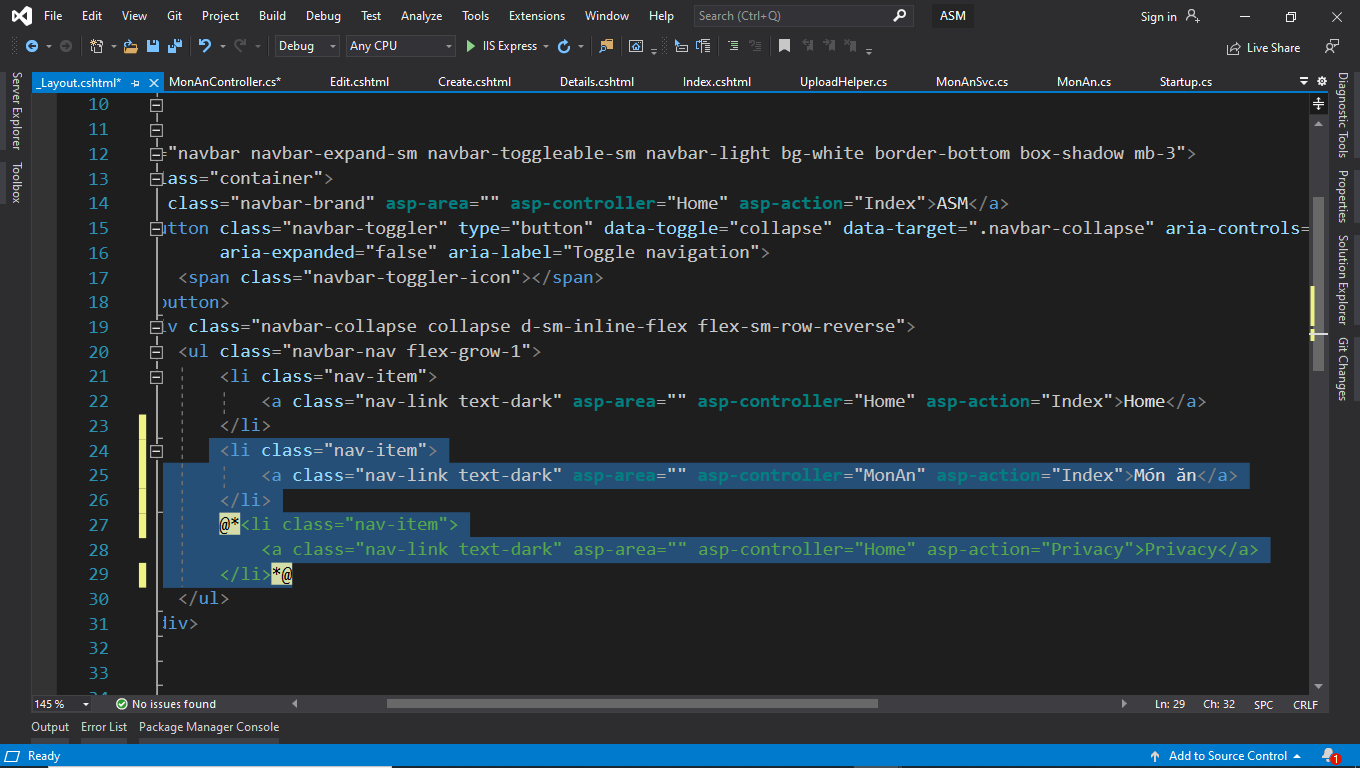 File Edit View Git Project Build Debug Test Analyze Tools Extensions Window Help Search (Ctrl+Q) ASM Sign in
Debug Any CPU IIS Express Live Share
_Layout.cshtml* MonAnController.cs* Edit.cshtml Create.cshtml Details.cshtml Index.cshtml UploadHelper.cs MonAnSvc.cs MonAn.cs Startup.cs
Server Explorer
Toolbox
10
11
12 ="navbar navbar-expand-sm navbar-toggleable-sm navbar-light bg-white border-bottom box-shadow mb-3">
13 lass="container">
14 class="navbar-brand" asp-area="" asp-controller="Home" asp-action="Index">ASM</a>
15 utton class="navbar-toggler" type="button" data-toggle="collapse" data-target=".navbar-collapse" aria-controls=
16 aria-expanded="false" aria-label="Toggle navigation">
17 <span class="navbar-toggler-icon"></span>
18 button>
19 iv class="navbar-collapse collapse d-sm-inline-flex flex-sm-row-reverse">
20 <ul class="navbar-nav flex-grow-1">
21 <li class="nav-item">
22 <a class="nav-link text-dark" asp-area="" asp-controller="Home" asp-action="Index">Home</a>
23 </li>
24 <li class="nav-item">
25 <a class="nav-link text-dark" asp-area="" asp-controller="MonAn" asp-action="Index">Món ăn</a>
26 </li>
27 @*<li class="nav-item">
28 <a class="nav-link text-dark" asp-area="" asp-controller="Home" asp-action="Privacy">Privacy</a>
29 </li>*@
30 </ul>
31 div>
32
33
Diagnostic Tools
Properties
Solution Explorer
Git Changes
145 % No issues found Ln: 29 Ch: 32 SPC CRLF
Output Error List Package Manager Console
Ready Add to Source Control 1